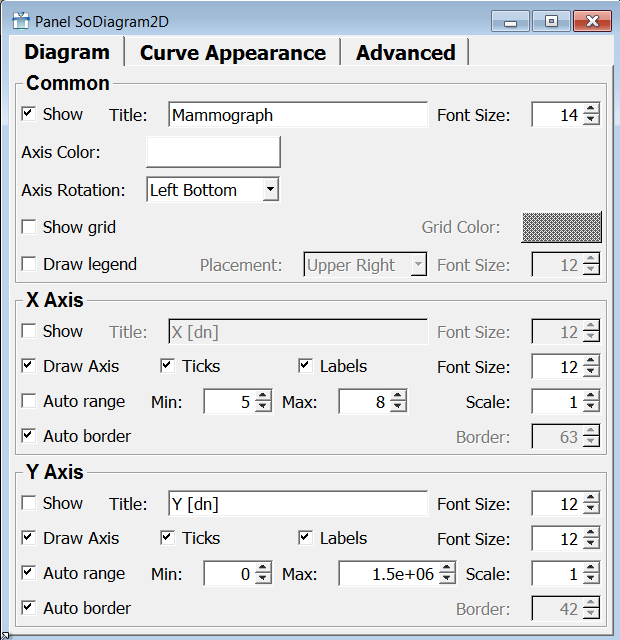 Panel SoDiagram2D
Diagram Curve Appearance Advanced
Common
Show Title: Mammograph Font Size: 14
Axis Color:
Axis Rotation: Left Bottom
Show grid Grid Color:
Draw legend Placement: Upper Right Font Size: 12
X Axis
Show Title: X [dn] Font Size: 12
Draw Axis Ticks Labels Font Size: 12
Auto range Min: 5 Max: 8 Scale: 1
Auto border Border: 63
Y Axis
Show Title: Y [dn] Font Size: 12
Draw Axis Ticks Labels Font Size: 12
Auto range Min: 0 Max: 1.5e+06 Scale: 1
Auto border Border: 42